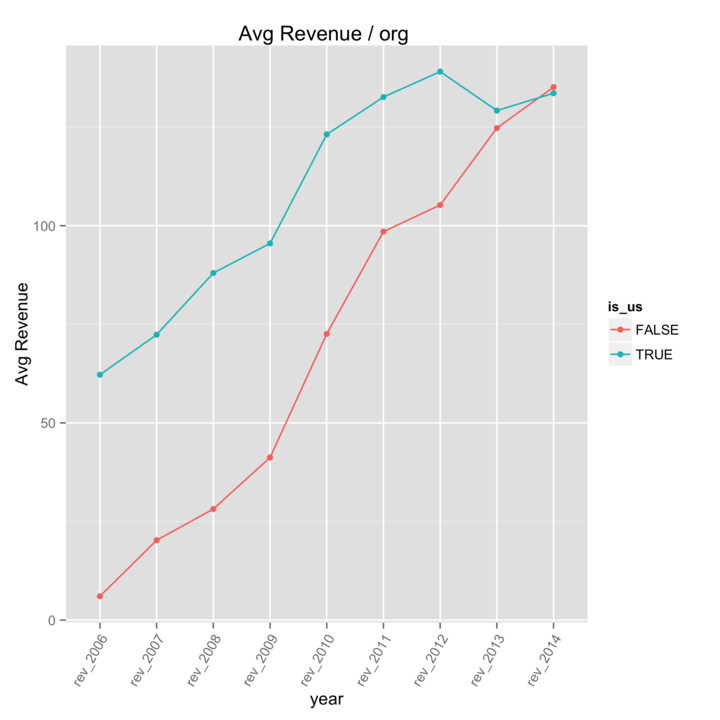 Avg Revenue / org
Avg Revenue
100
50
0
rev_2006
rev_2007
rev_2008
rev_2009
rev_2010
rev_2011
rev_2012
rev_2013
rev_2014
year
is_us
FALSE
TRUE